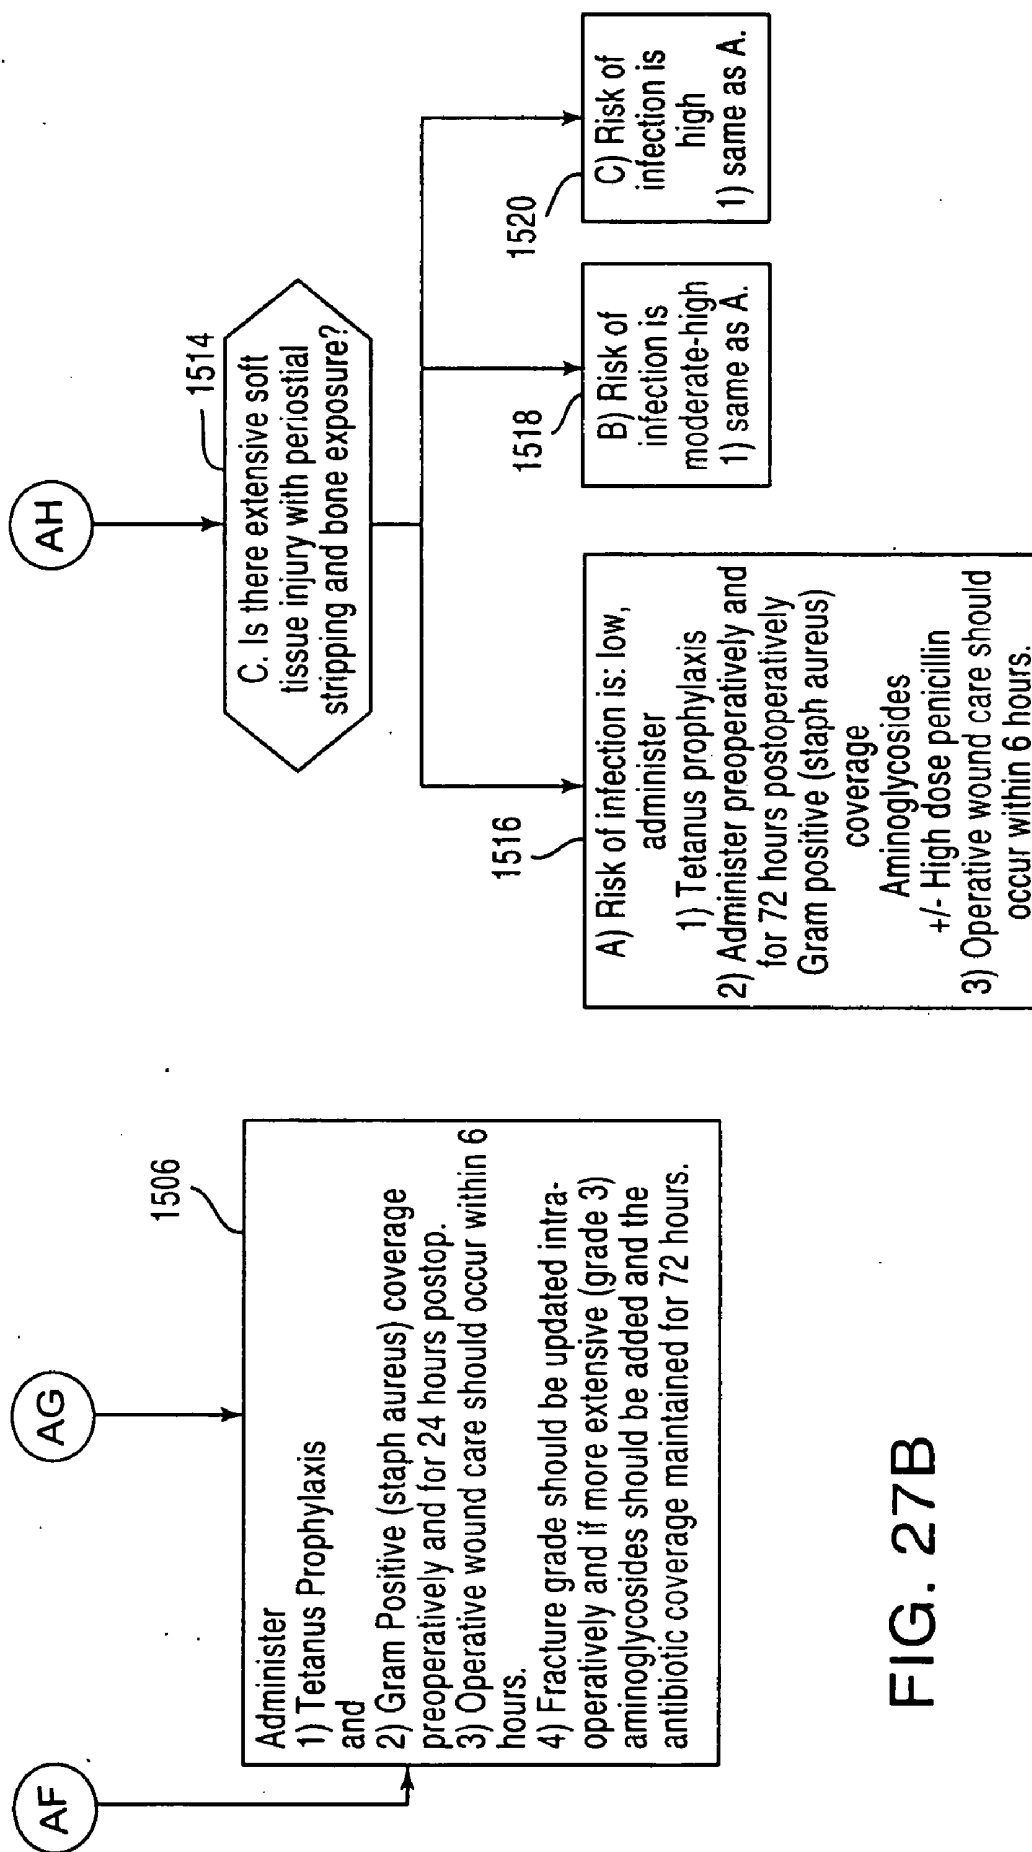 AF
AG
1506
Administer
1) Tetanus Prophylaxis
and
2) Gram Positive (staph aureus) coverage
preoperatively and for 24 hours postop.
3) Operative wound care should occur within 6
hours.
4) Fracture grade should be updated intra-
operatively and if more extensive (grade 3)
aminoglycosides should be added and the
antibiotic coverage maintained for 72 hours.
AH
1514
C. Is there extensive soft
tissue injury with periostial
stripping and bone exposure?
1516
A) Risk of infection is: low,
administer
1) Tetanus prophylaxis
2) Administer preoperatively and
for 72 hours postoperatively
Gram positive (staph aureus)
coverage
Aminoglycosides
+/- High dose penicillin
3) Operative wound care should
occur within 6 hours.
1518
B) Risk of
infection is
moderate-high
1) same as A.
1520
C) Risk of
infection is
high
1) same as A.
FIG. 27B